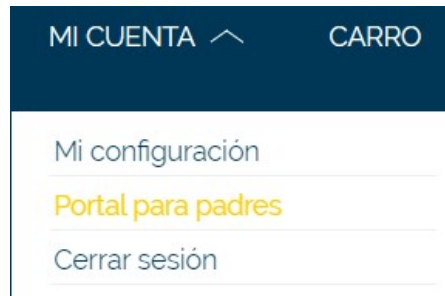 MI CUENTA CARRO
Mi configuración
Portal para padres
Cerrar sesión